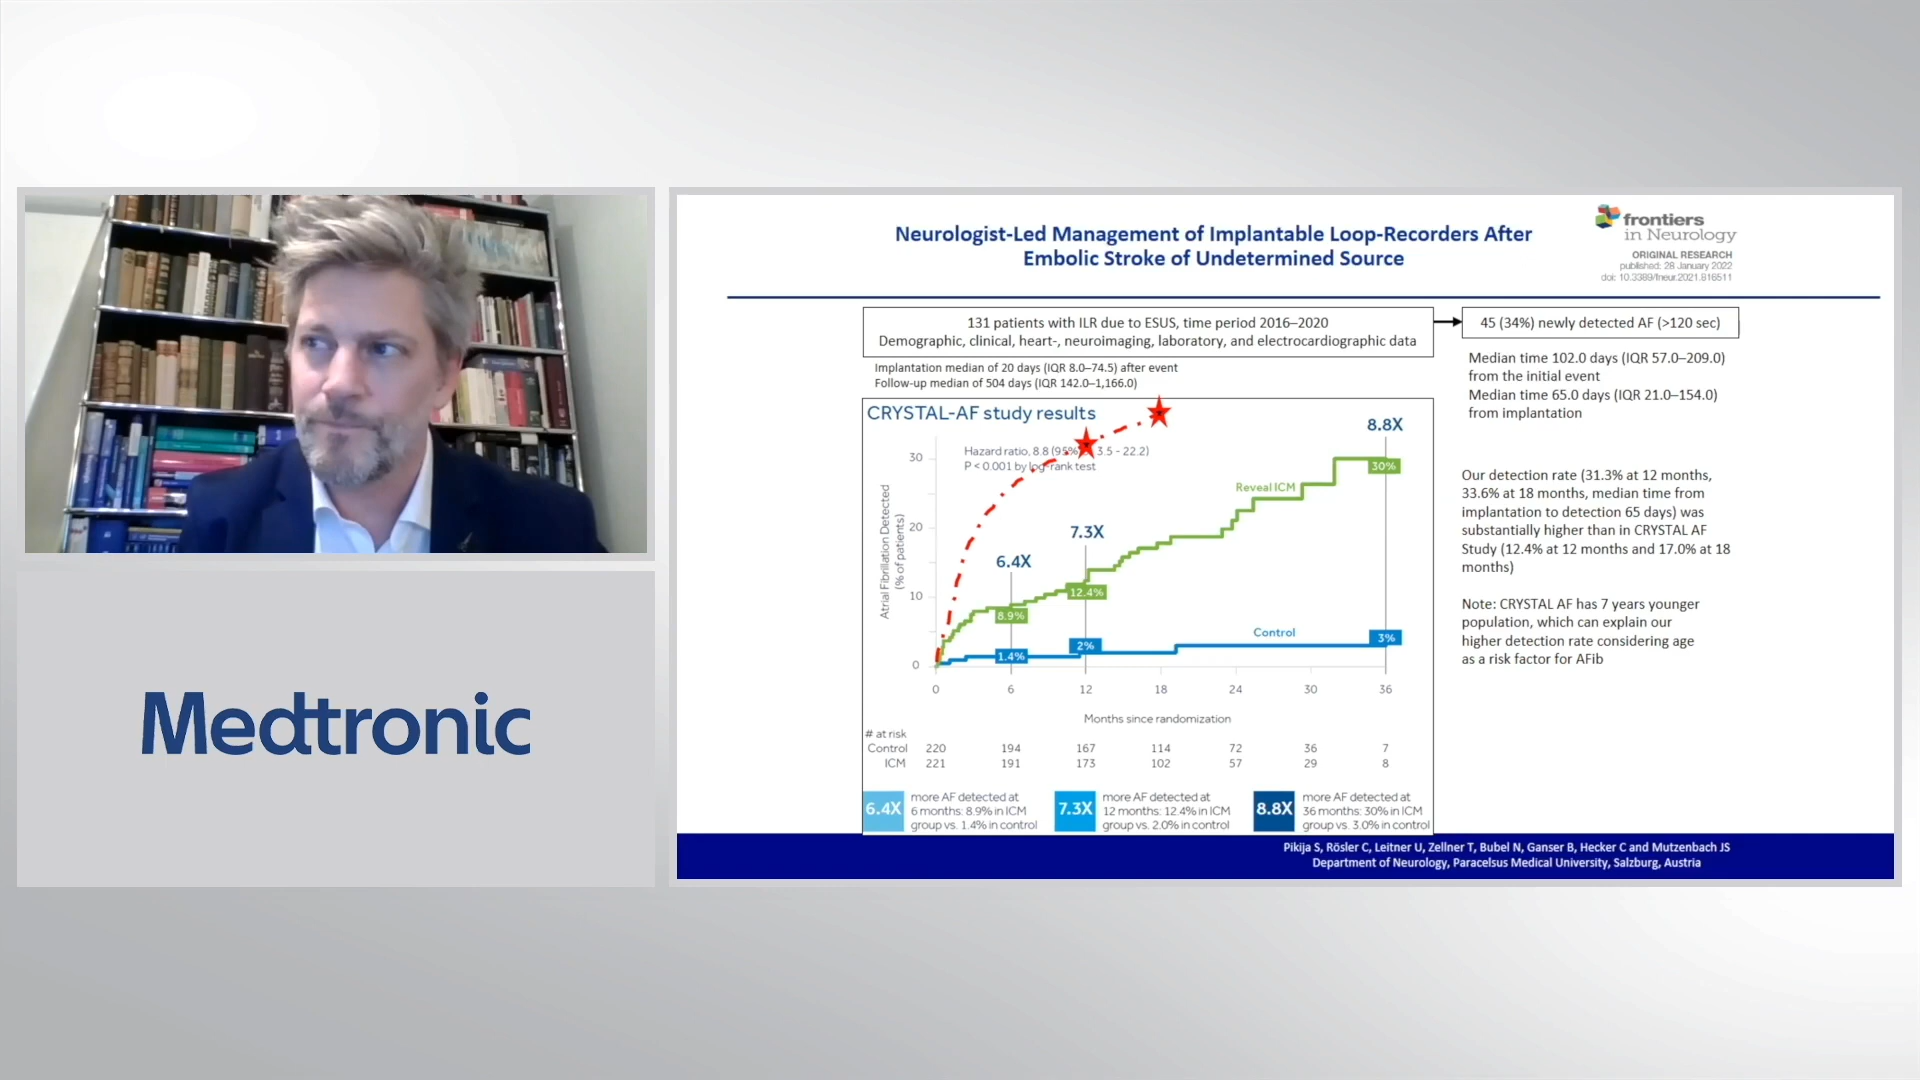 Medtronic
Neurologist-Led Management of Implantable Loop-Recorders After
Embolic Stroke of Undetermined Source
frontiers
in Neurology
ORIGINAL RESEARCH
published: 28 January 2022
doi: 10.3389/fneur.2021.816511
131 patients with ILR due to ESUS, time period 2016–2020
Demographic, clinical, heart-, neuroimaging, laboratory, and electrocardiographic data
45 (34%) newly detected AF (>120 sec)
Implantation median of 20 days (IQR 8.0–74.5) after event
Follow-up median of 504 days (IQR 142.0–1,166.0)
Median time 102.0 days (IQR 57.0–209.0)
from the initial event
Median time 65.0 days (IQR 21.0–154.0)
from implantation
CRYSTAL-AF study results
Hazard ratio, 8.8 (95% 3.5 - 22.2)
P < 0.001 by log-rank test
Atrial Fibrillation Detected
(% of patients)
30
20
10
0
6.4X
7.3X
8.8X
Reveal ICM
Control
8.9%
12.4%
30%
1.4%
2%
3%
0 6 12 18 24 30 36
Months since randomization
# at risk
Control 220 194 167 114 72 36 7
ICM 221 191 173 102 57 29 8
6.4X
more AF detected at
6 months: 8.9% in ICM
group vs. 1.4% in control
7.3X
more AF detected at
12 months: 12.4% in ICM
group vs. 2.0% in control
8.8X
more AF detected at
36 months: 30% in ICM
group vs. 3.0% in control
Our detection rate (31.3% at 12 months,
33.6% at 18 months, median time from
implantation to detection 65 days) was
substantially higher than in CRYSTAL AF
Study (12.4% at 12 months and 17.0% at 18
months)
Note: CRYSTAL AF has 7 years younger
population, which can explain our
higher detection rate considering age
as a risk factor for AFib
Pikija S, Rösler C, Leitner U, Zellner T, Bubel N, Ganser B, Hecker C and Mutzenbach JS
Department of Neurology, Paracelsus Medical University, Salzburg, Austria